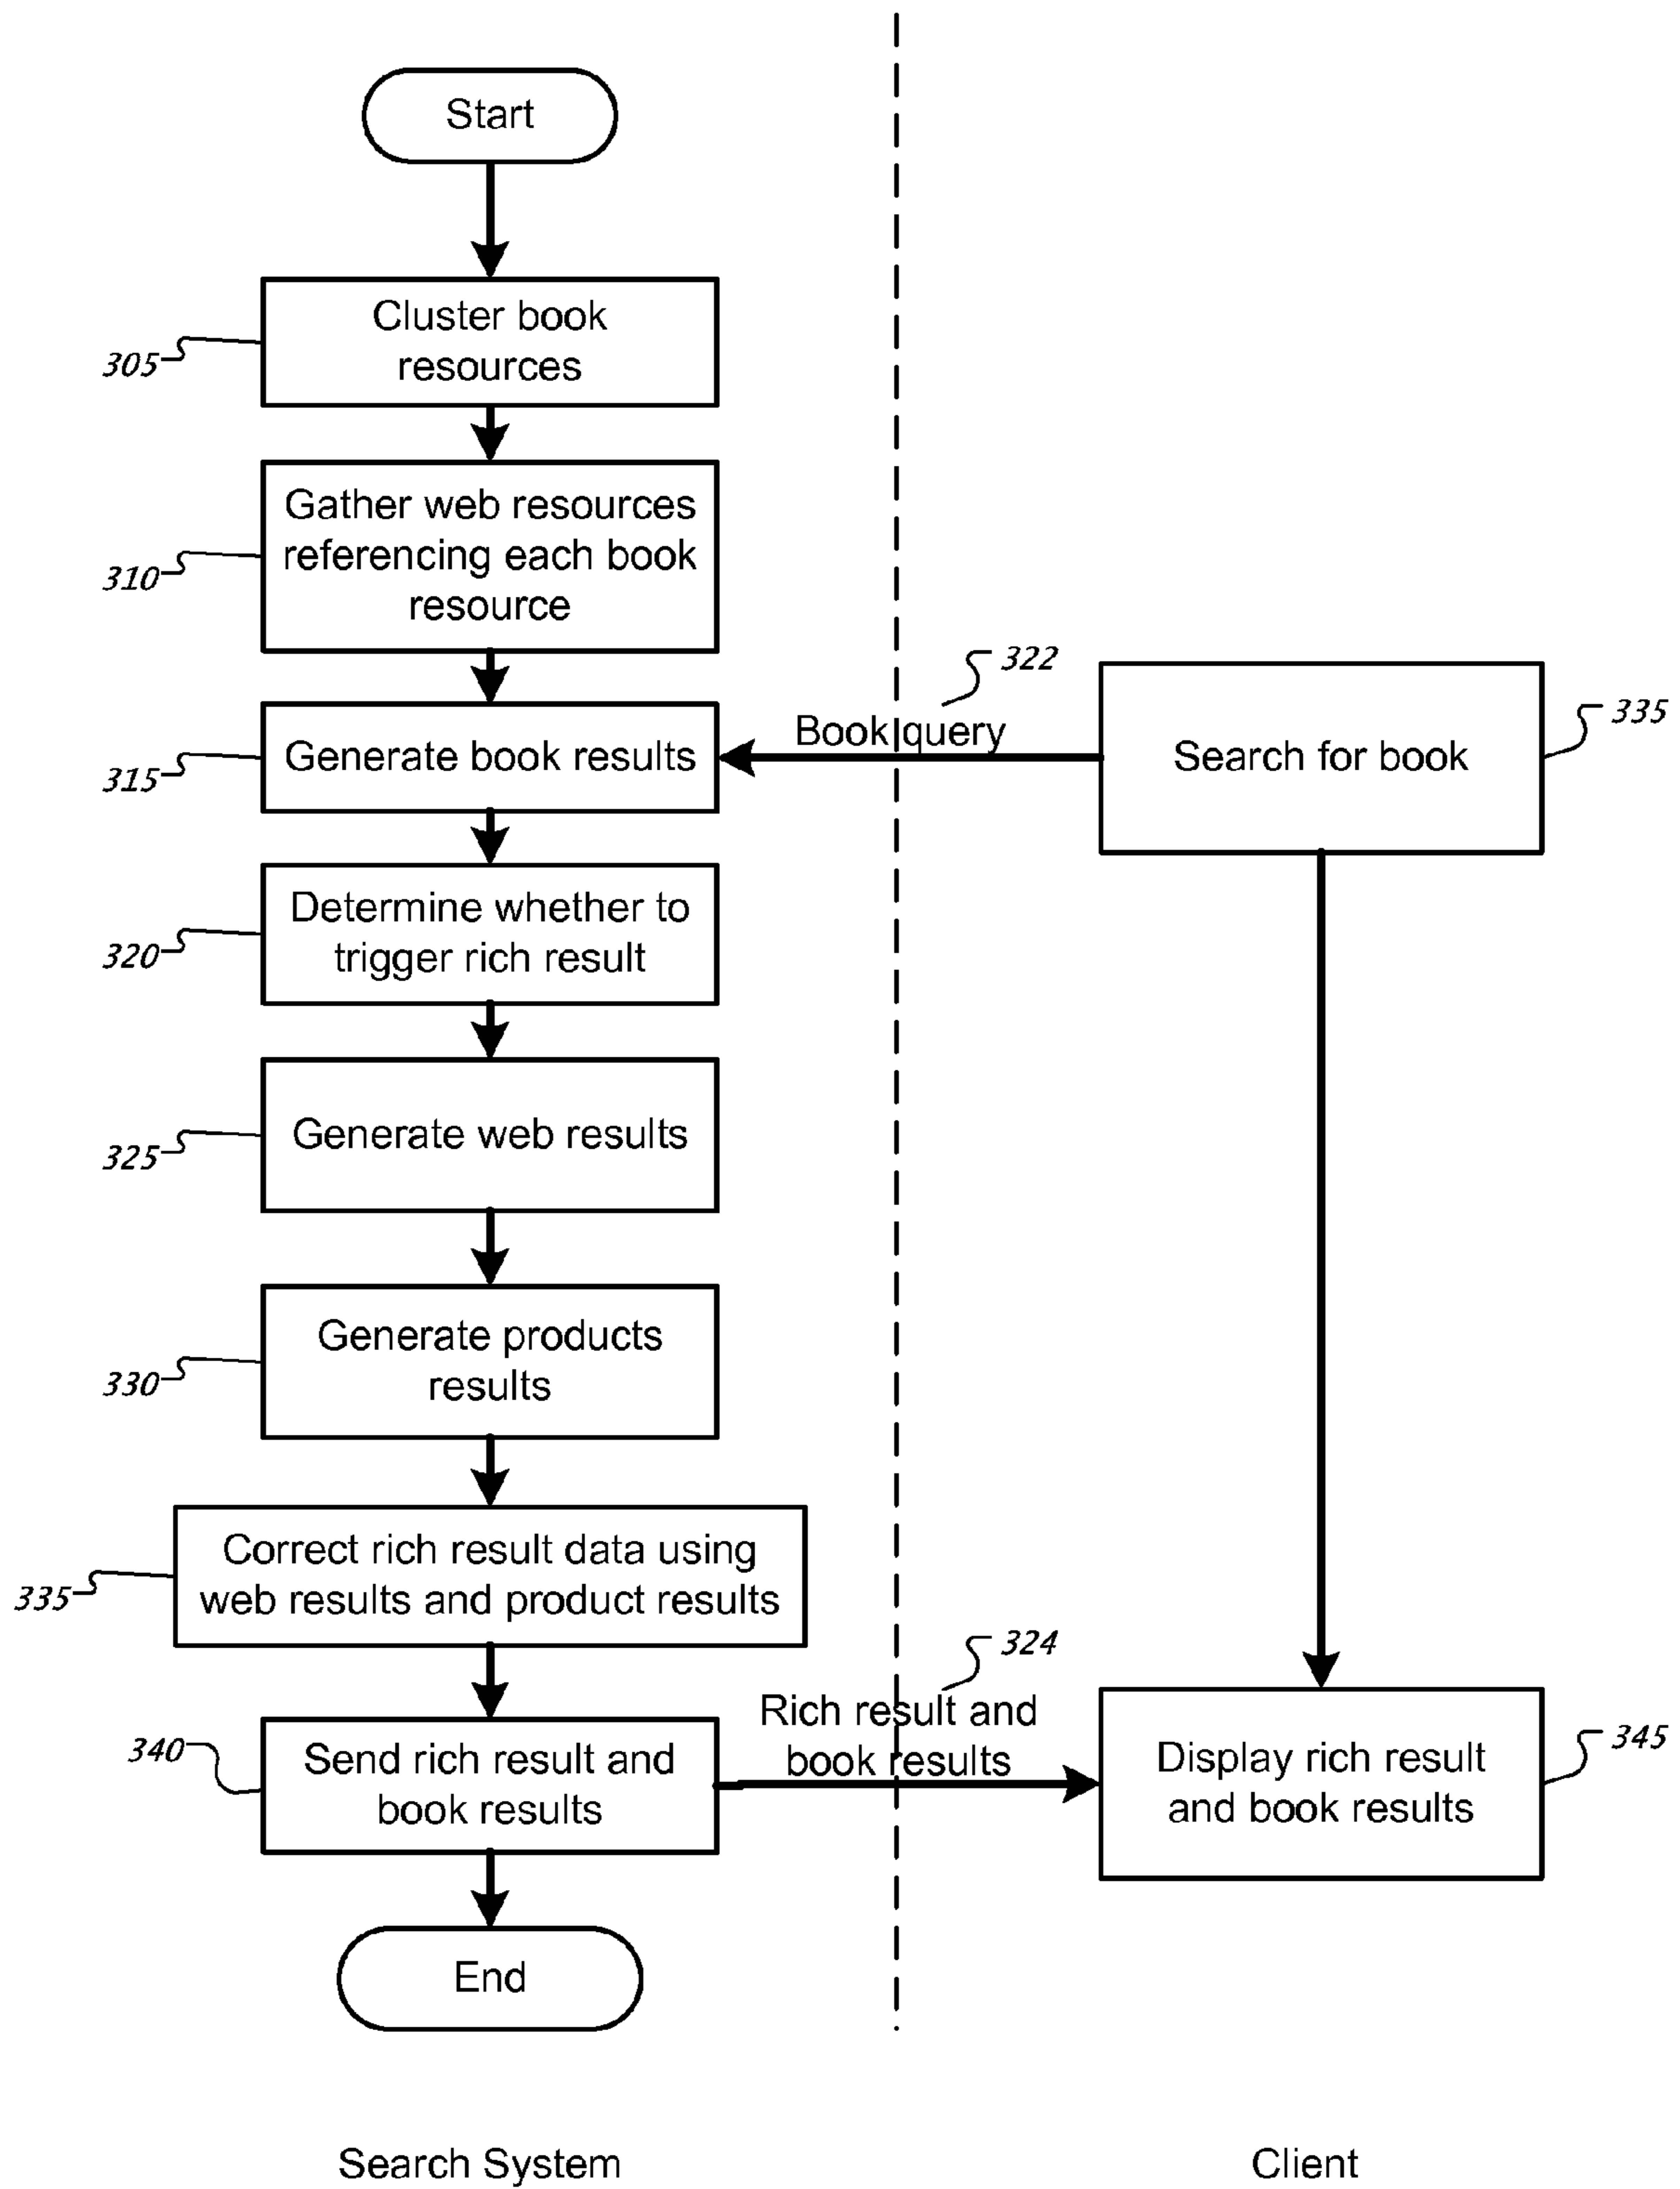 Start
Cluster book
resources
305
Gather web resources
referencing each book
resource
310
322
Book query
Generate book results
315
Search for book
335
Determine whether to
trigger rich result
320
Generate web results
325
Generate products
results
330
Correct rich result data using
web results and product results
335
324
Rich result and
book results
340
Send rich result and
book results
Display rich result
and book results
345
End
Search System
Client